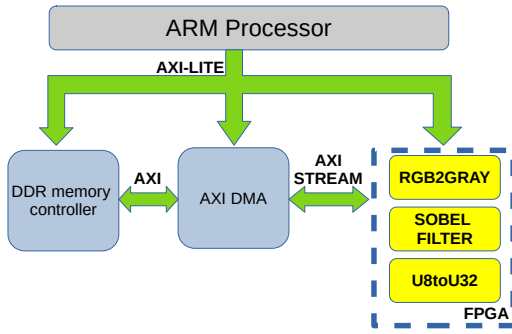 ARM Processor
AXI-LITE
DDR memory
controller
AXI
AXI DMA
AXI
STREAM
RGB2GRAY
SOBEL
FILTER
U8toU32
FPGA